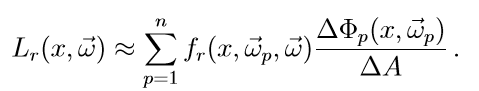 $$L_r(x, \vec{\omega}) \approx \sum_{p=1}^{n} f_r(x, \vec{\omega}_p, \vec{\omega}) \frac{\Delta \Phi_p(x, \vec{\omega}_p)}{\Delta A} \, .$$